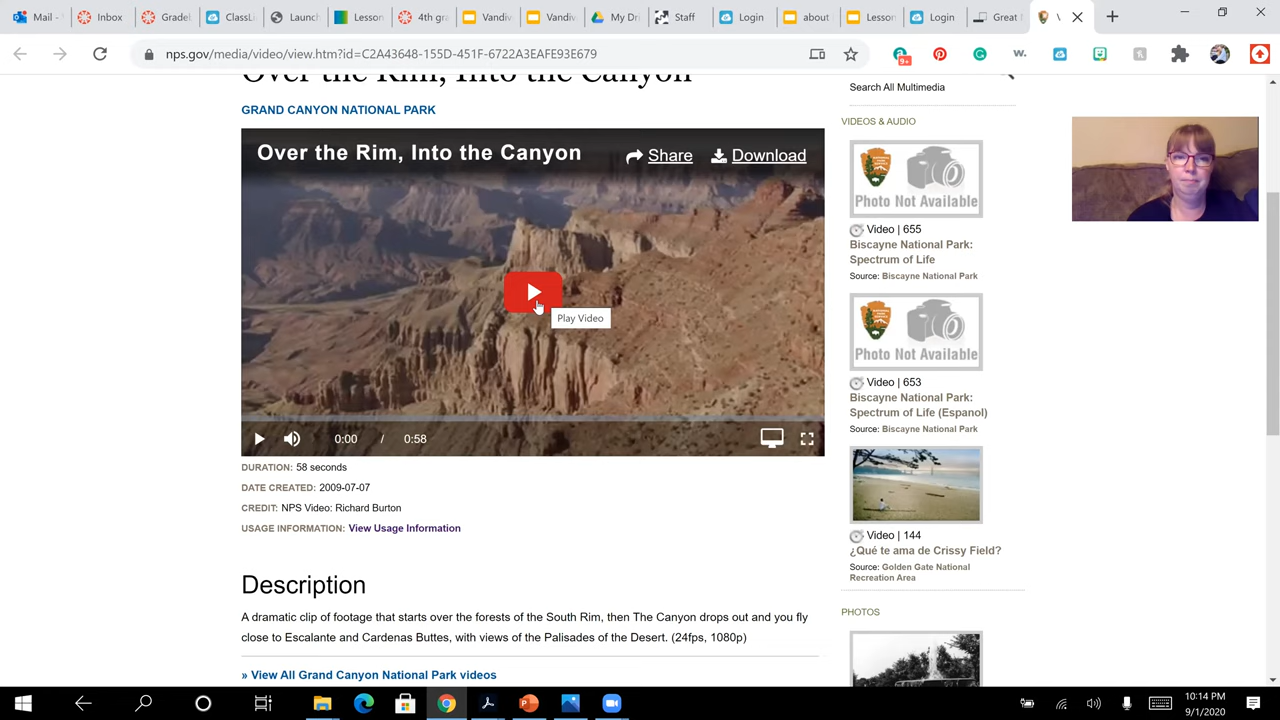 Mail -
Inbox
Gradel
ClassLi
Launch
Lesson
4th gra
Vandiv
Vandiv
My Dri
Staff
Login
about
Lesson
Login
Great
nps.gov/media/video/view.htm?id=C2A43648-155D-451F-6722A3EAFE93E679
9+
w.
Over the Rim, Into the Canyon
GRAND CANYON NATIONAL PARK
Over the Rim, Into the Canyon
Share
Download
Play Video
0:00 / 0:58
DURATION: 58 seconds
DATE CREATED: 2009-07-07
CREDIT: NPS Video: Richard Burton
USAGE INFORMATION: View Usage Information
Description
A dramatic clip of footage that starts over the forests of the South Rim, then The Canyon drops out and you fly
close to Escalante and Cardenas Buttes, with views of the Palisades of the Desert. (24fps, 1080p)
» View All Grand Canyon National Park videos
Search All Multimedia
VIDEOS & AUDIO
Photo Not Available
Video | 655
Biscayne National Park:
Spectrum of Life
Source: Biscayne National Park
Photo Not Available
Video | 653
Biscayne National Park:
Spectrum of Life (Espanol)
Source: Biscayne National Park
Video | 144
¿Qué te ama de Crissy Field?
Source: Golden Gate National
Recreation Area
PHOTOS
10:14 PM
9/1/2020